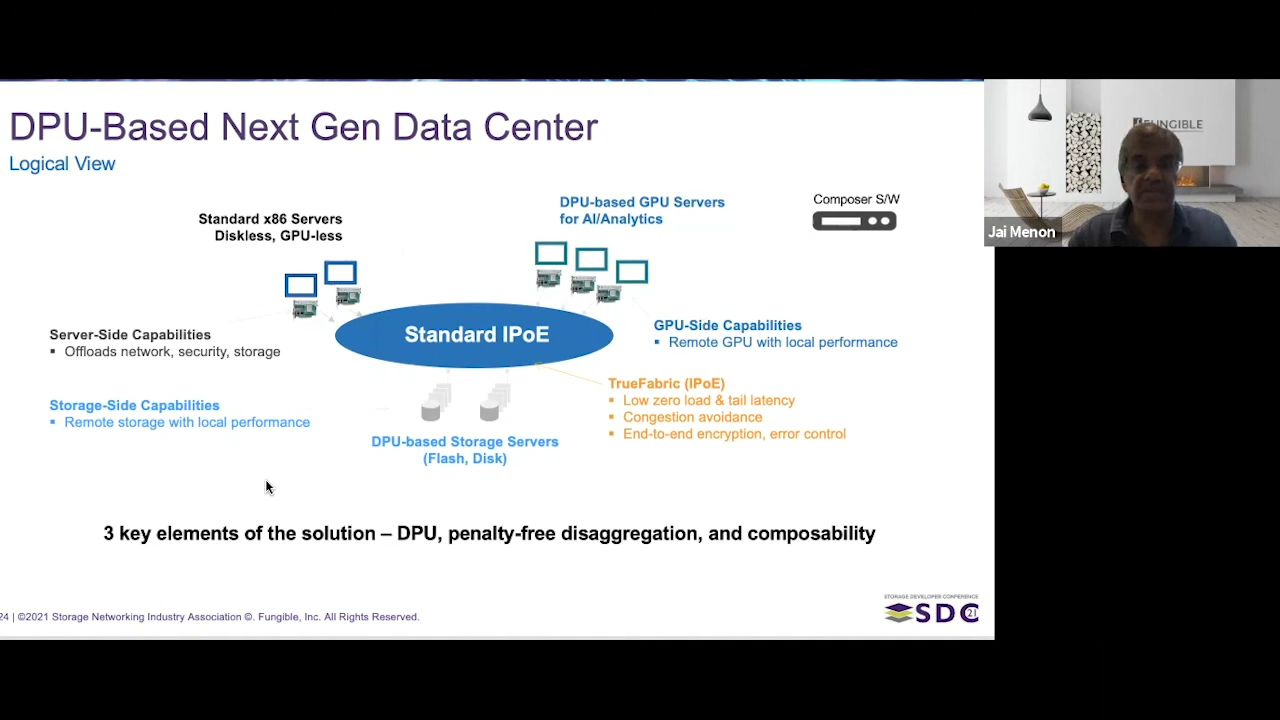 DPU-Based Next Gen Data Center
Logical View
Standard x86 Servers
Diskless, GPU-less
DPU-based GPU Servers
for AI/Analytics
Composer S/W
FUNGIBLE
Jai Menon
Standard IPoE
Server-Side Capabilities
▪ Offloads network, security, storage
GPU-Side Capabilities
▪ Remote GPU with local performance
Storage-Side Capabilities
▪ Remote storage with local performance
TrueFabric (IPoE)
▪ Low zero load & tail latency
▪ Congestion avoidance
▪ End-to-end encryption, error control
DPU-based Storage Servers
(Flash, Disk)
3 key elements of the solution – DPU, penalty-free disaggregation, and composability
24 | ©2021 Storage Networking Industry Association ©. Fungible, Inc. All Rights Reserved.
STORAGE DEVELOPER CONFERENCE
SDC 21